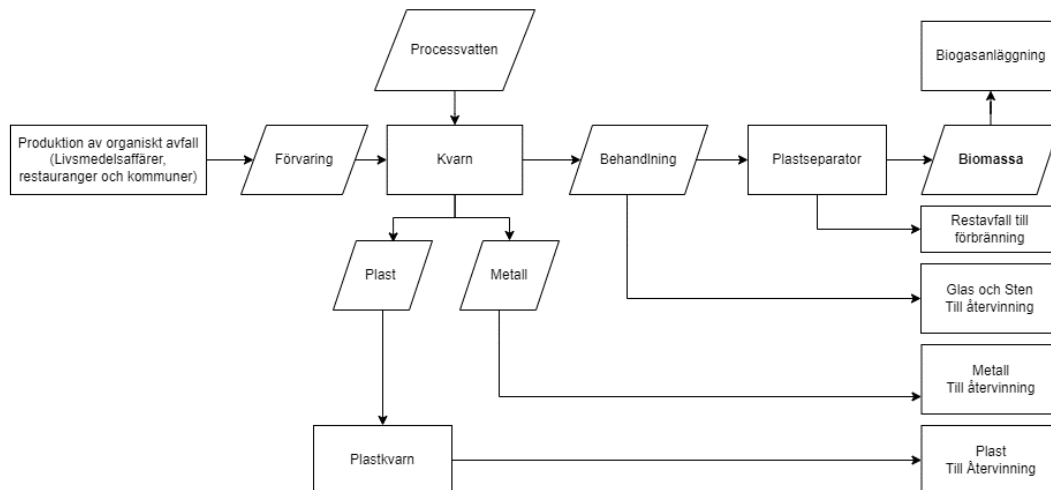 Processvatten
Biogasanläggning
Produktion av organiskt avfall
(Livsmedelsaffärer,
restauranger och kommuner)
Förvaring
Kvarn
Behandlning
Plastseparator
Biomassa
Restavfall till
förbränning
Plast
Metall
Glas och Sten
Till återvinning
Metall
Till återvinning
Plastkvarn
Plast
Till Återvinning